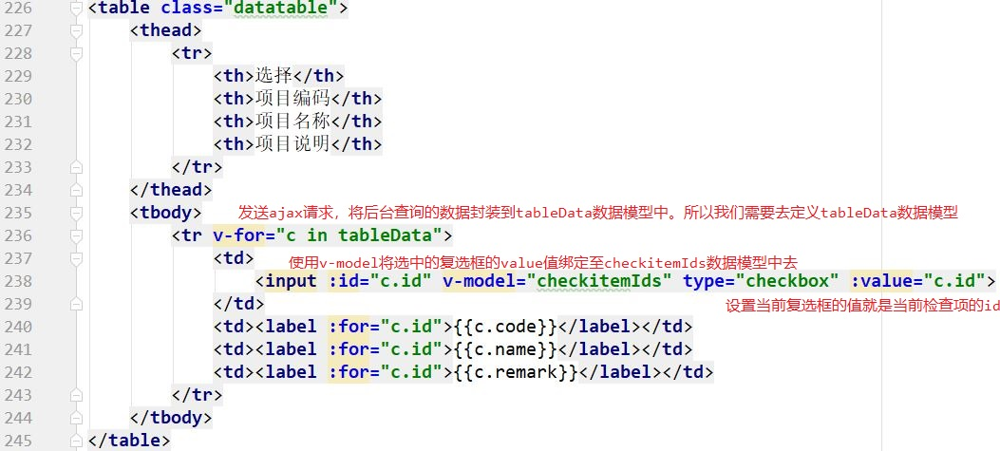 226 <table class="datatable">
227 <thead>
228 <tr>
229 <th>选择</th>
230 <th>项目编码</th>
231 <th>项目名称</th>
232 <th>项目说明</th>
233 </tr>
234 </thead>
235 <tbody> 发送ajax请求，将后台查询的数据封装到tableData数据模型中。所以我们需要去定义tableData数据模型
236 <tr v-for="c in tableData">
237 <td> 使用v-model将选中的复选框的value值绑定至checkitemIds数据模型中去
238 <input :id="c.id" v-model="checkitemIds" type="checkbox" :value="c.id">
239 </td> 设置当前复选框的值就是当前检查项的id
240 <td><label :for="c.id">{{c.code}}</label></td>
241 <td><label :for="c.id">{{c.name}}</label></td>
242 <td><label :for="c.id">{{c.remark}}</label></td>
243 </tr>
244 </tbody>
245 </table>